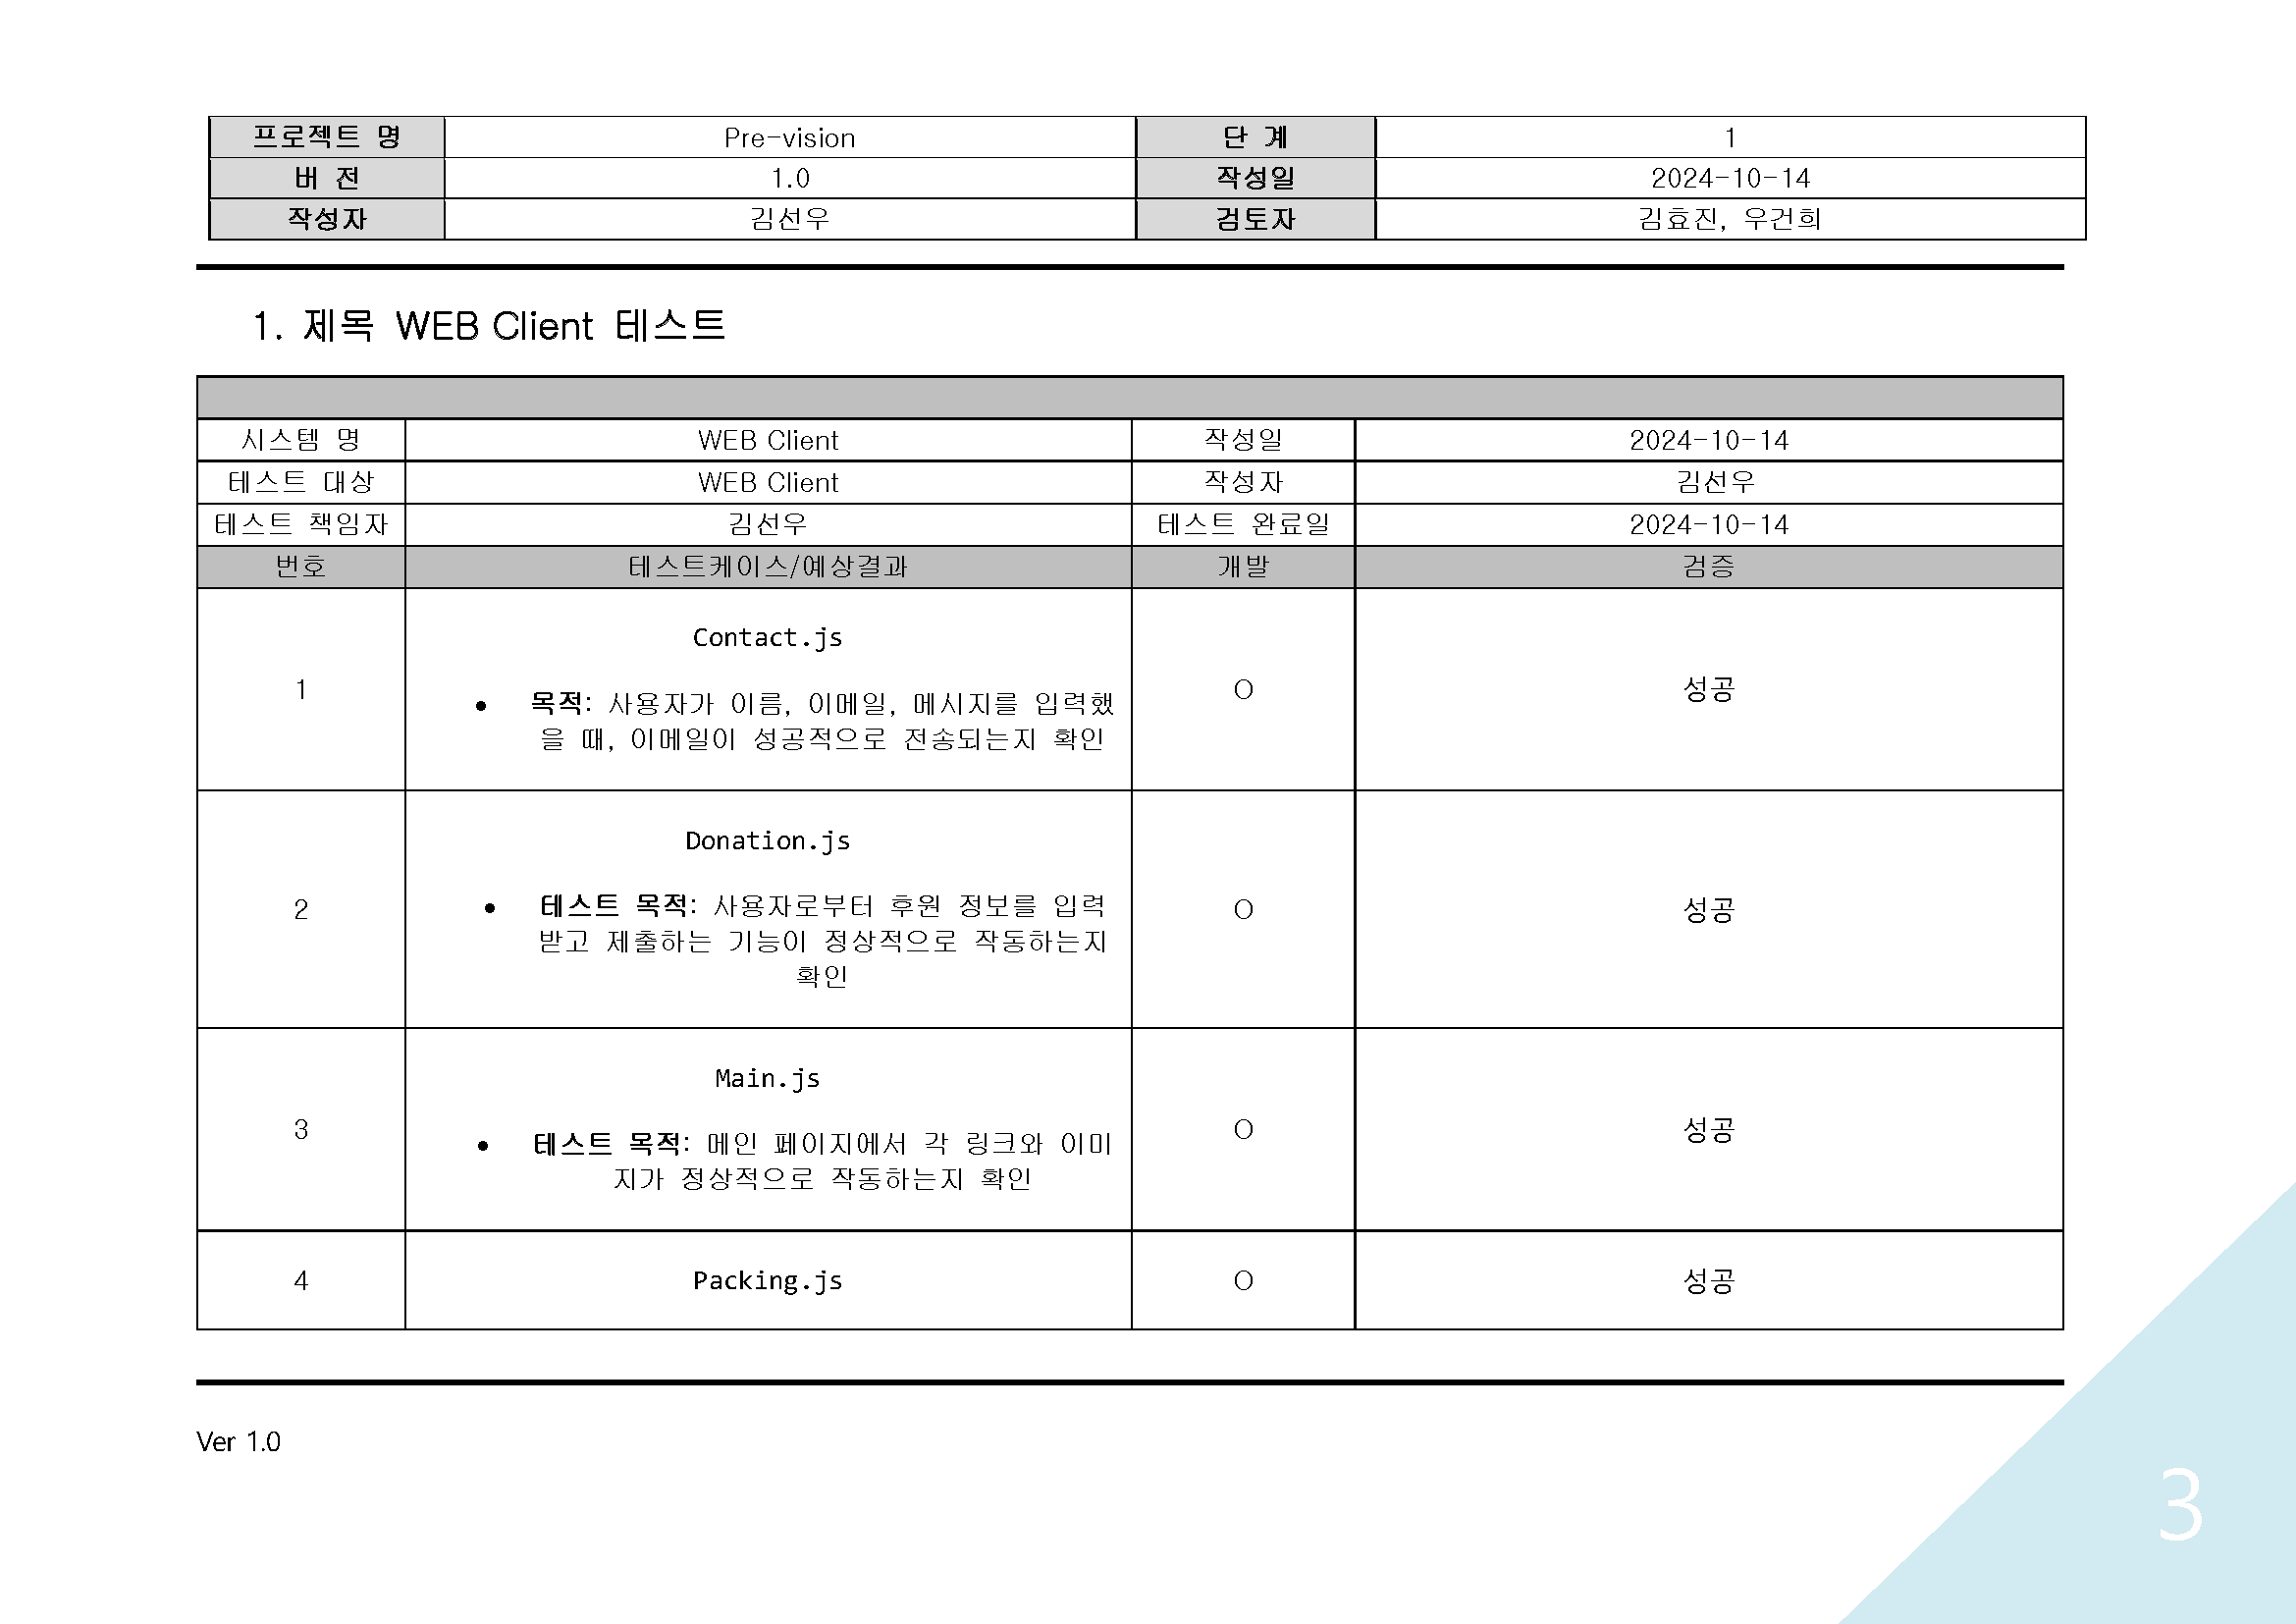 프로젝트 명 Pre-vision 단 계 1
버 전 1.0 작성일 2024-10-14
작성자 김선우 검토자 김효진, 우건희
1. 제목 WEB Client 테스트
시스템 명 WEB Client 작성일 2024-10-14
테스트 대상 WEB Client 작성자 김선우
테스트 책임자 김선우 테스트 완료일 2024-10-14
번호 테스트케이스/예상결과 개발 검증
Contact.js
1 O 성공
• 목적: 사용자가 이름, 이메일, 메시지를 입력했
을 때, 이메일이 성공적으로 전송되는지 확인
Donation.js
2 O 성공
• 테스트 목적: 사용자로부터 후원 정보를 입력
받고 제출하는 기능이 정상적으로 작동하는지
확인
Main.js
3 O 성공
• 테스트 목적: 메인 페이지에서 각 링크와 이미
지가 정상적으로 작동하는지 확인
4 Packing.js O 성공
Ver 1.0
3